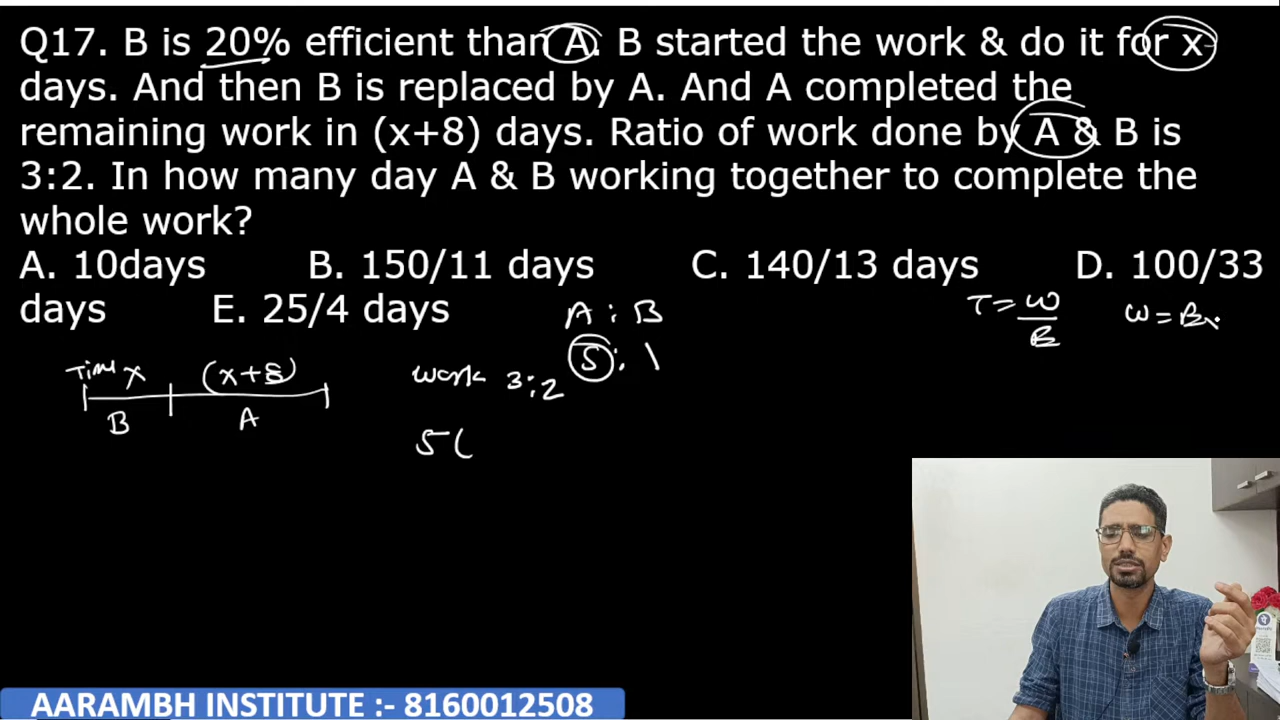 Q17. B is 20% efficient than A. B started the work & do it for x
days. And then B is replaced by A. And A completed the
remaining work in (x+8) days. Ratio of work done by A & B is
3:2. In how many day A & B working together to complete the
whole work?
A. 10days B. 150/11 days C. 140/13 days D. 100/33
days E. 25/4 days
A : B
T = W/E W = E×
5 : 1
Time x (x+8)
work 3:2
B A
5(
AARAMBH INSTITUTE :- 8160012508